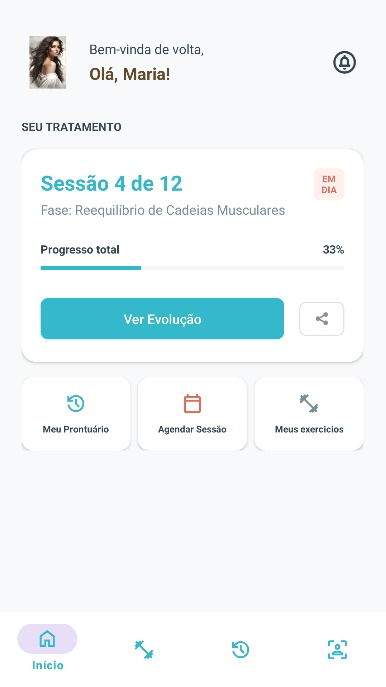 Bem-vinda de volta,
Olá, Maria!
SEU TRATAMENTO
Sessão 4 de 12
EM
DIA
Fase: Reequilíbrio de Cadeias Musculares
Progresso total
33%
Ver Evolução
Meu Prontuário
Agendar Sessão
Meus exercicios
Início